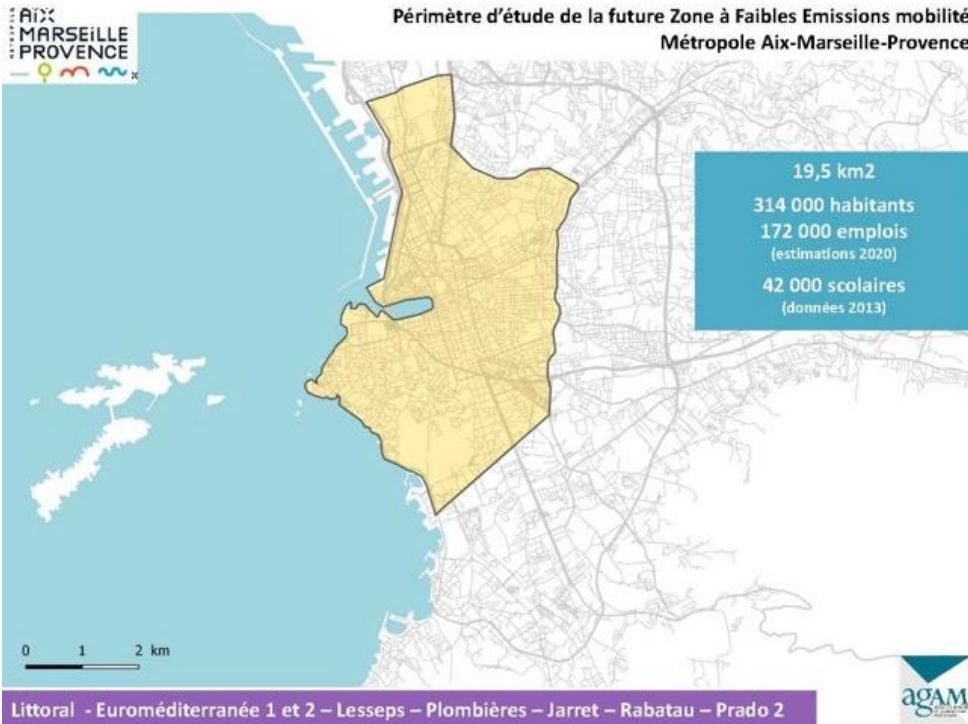 MÉTROPOLE
AIX
MARSEILLE
PROVENCE
Périmètre d'étude de la future Zone à Faibles Emissions mobilité
Métropole Aix-Marseille-Provence
19,5 km2
314 000 habitants
172 000 emplois
(estimations 2020)
42 000 scolaires
(données 2013)
0 1 2 km
Littoral - Euroméditerranée 1 et 2 – Lesseps – Plombières – Jarret – Rabatau – Prado 2
agAM